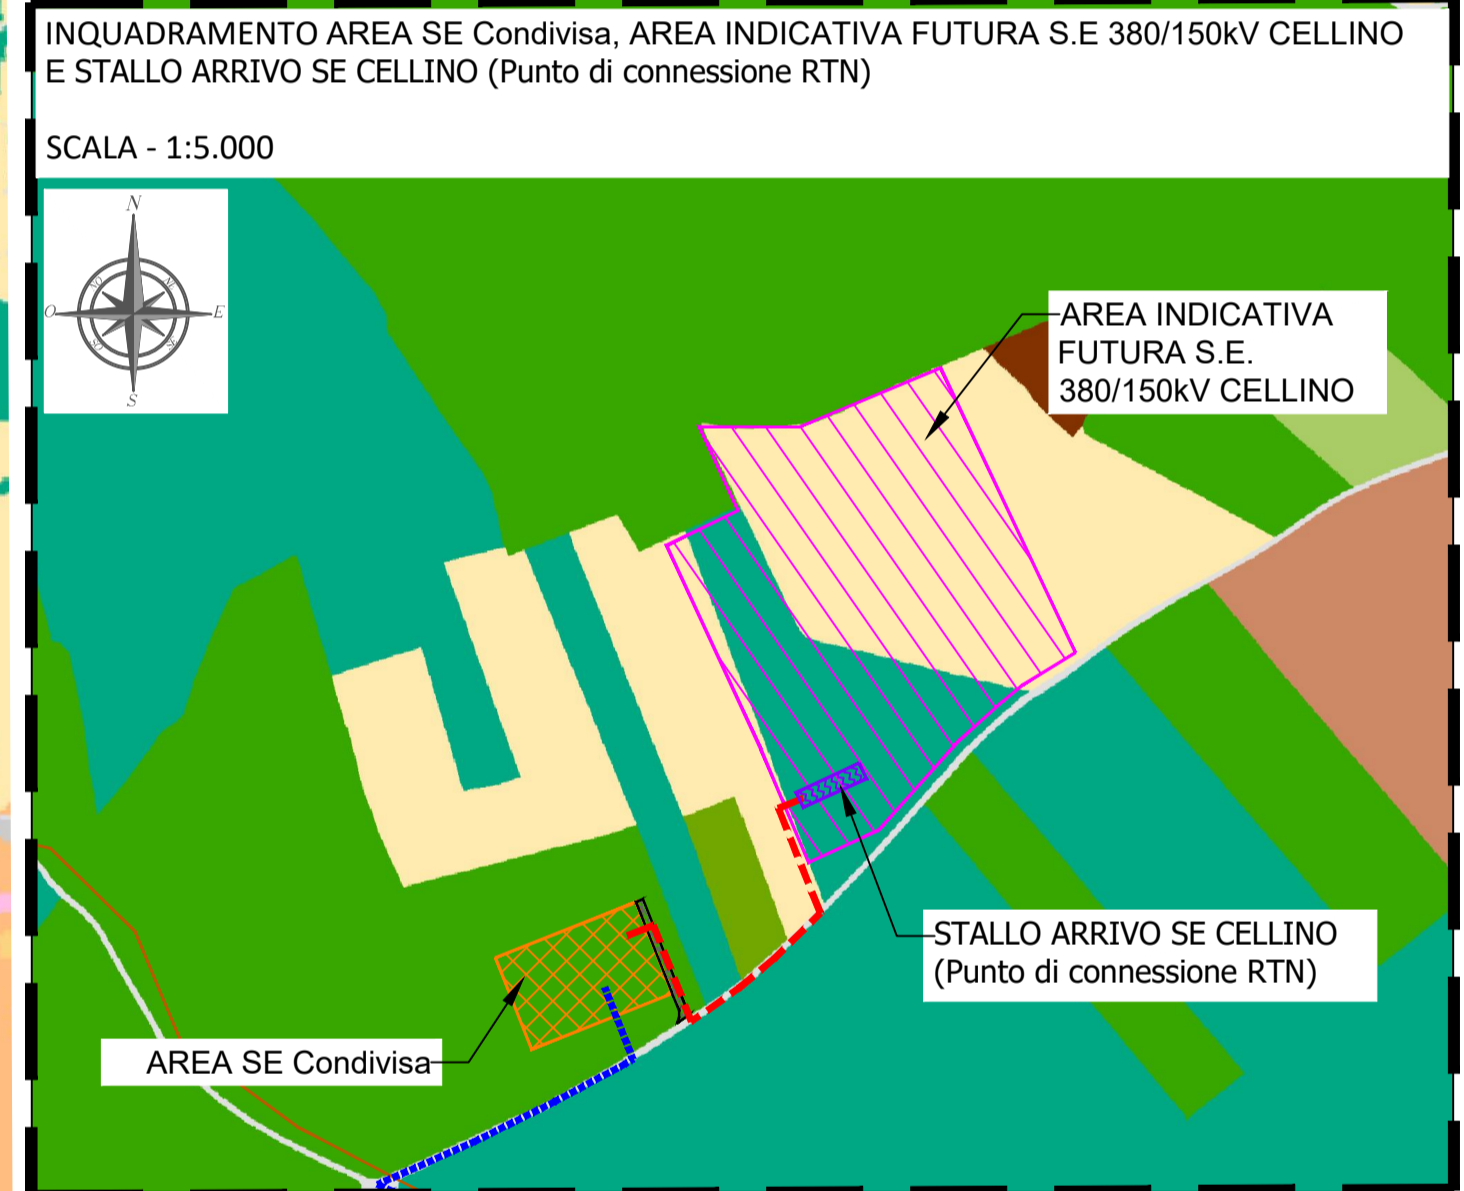 INQUADRAMENTO AREA SE Condivisa, AREA INDICATIVA FUTURA S.E 380/150kV CELLINO
E STALLO ARRIVO SE CELLINO (Punto di connessione RTN)
SCALA - 1:5.000
N
NO
NE
O
E
S
AREA INDICATIVA
FUTURA S.E.
380/150kV CELLINO
STALLO ARRIVO SE CELLINO
(Punto di connessione RTN)
AREA SE Condivisa